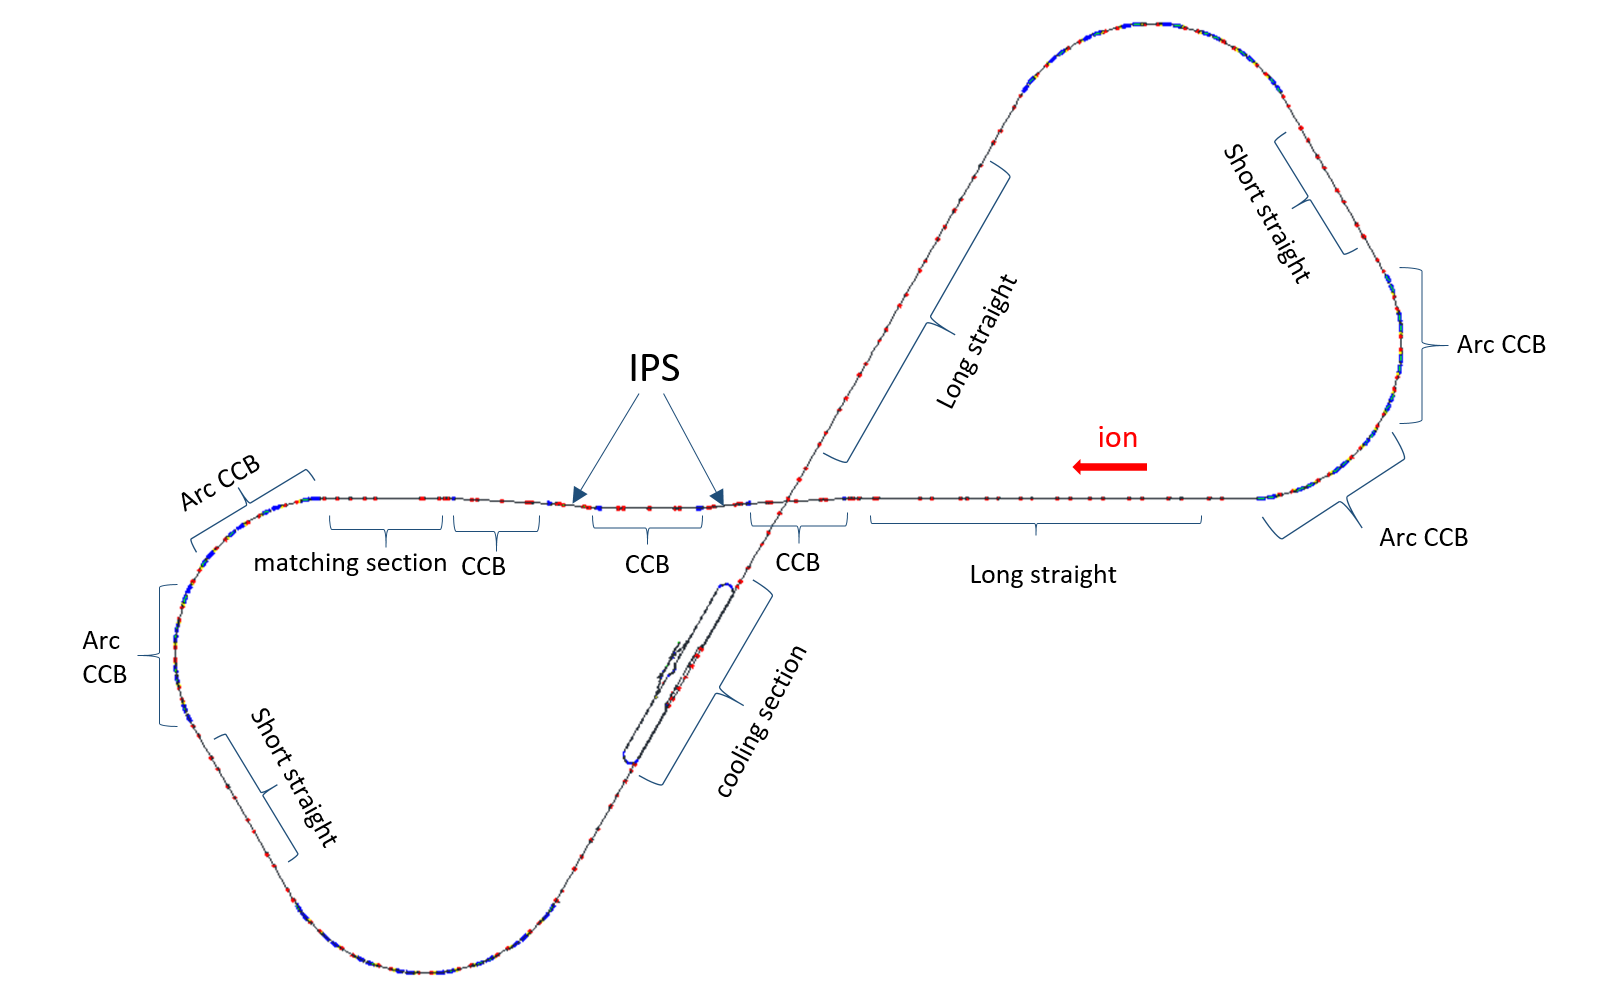 Short straight
Long straight
Arc CCB
IPS
ion
Arc CCB
Arc CCB
matching section
CCB
CCB
CCB
Long straight
Arc
CCB
cooling section
Short straight